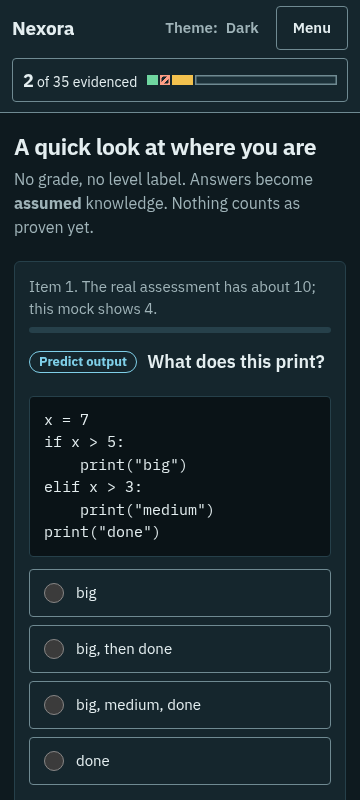 Nexora
Theme: Dark
Menu
2 of 35 evidenced
A quick look at where you are
No grade, no level label. Answers become
assumed knowledge. Nothing counts as
proven yet.
Item 1. The real assessment has about 10;
this mock shows 4.
Predict output
What does this print?
x = 7
if x > 5:
    print("big")
elif x > 3:
    print("medium")
print("done")
big
big, then done
big, medium, done
done